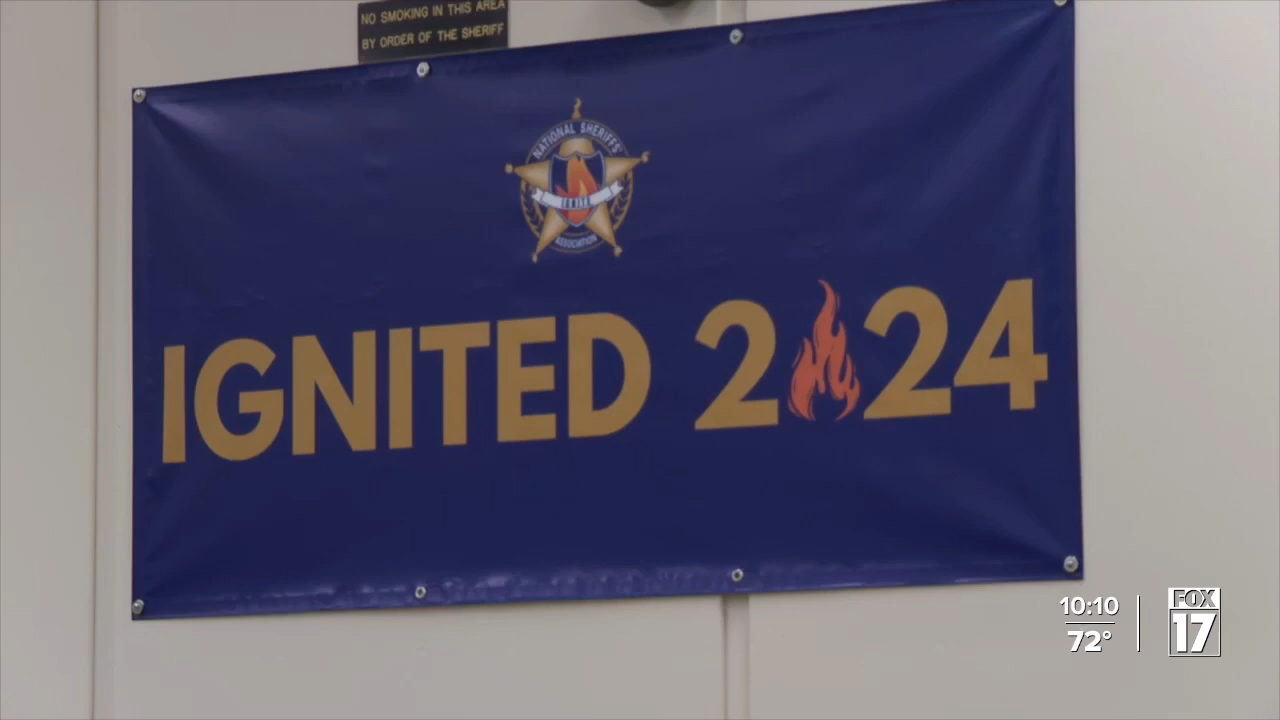 NO SMOKING IN THIS AREA
BY ORDER OF THE SHERIFF
NATIONAL SHERIFFS'
IGNITE
ASSOCIATION
IGNITED 2024
10:10
72°
FOX
17